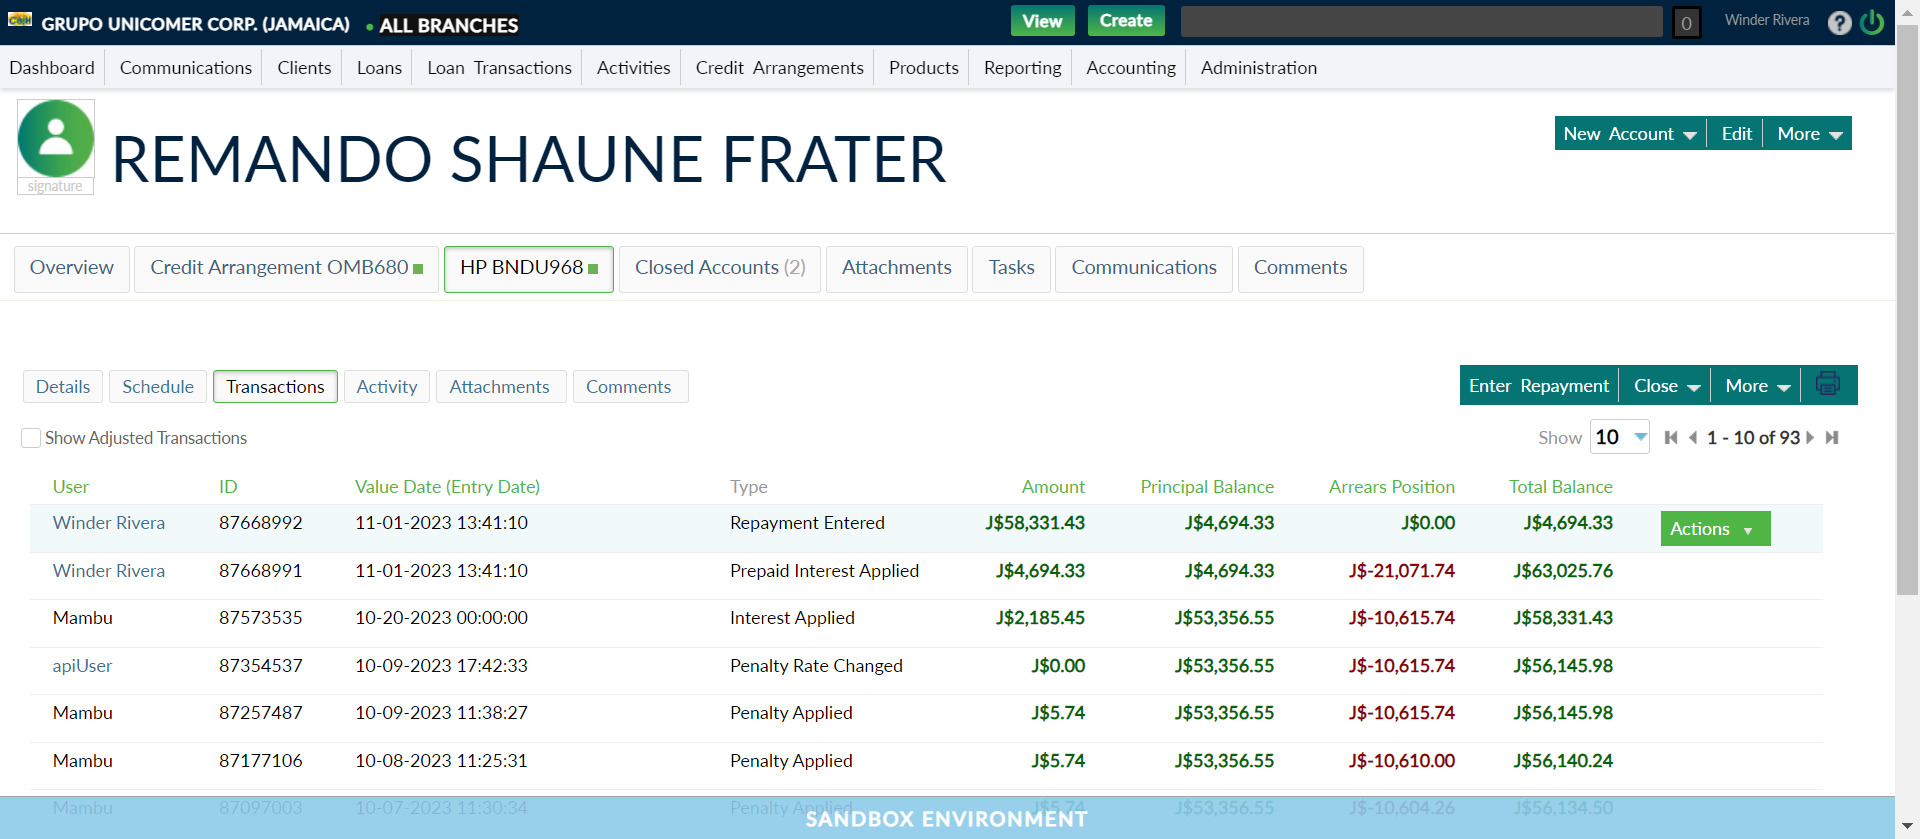 GRUPO UNICOMER CORP. (JAMAICA) ALL BRANCHES View Create 0 Winder Rivera ?
Dashboard Communications Clients Loans Loan Transactions Activities Credit Arrangements Products Reporting Accounting Administration
REMANDO SHAUNE FRATER
signature
New Account Edit More
Overview Credit Arrangement OMB680 HP BNDU968 Closed Accounts (2) Attachments Tasks Communications Comments
Details Schedule Transactions Activity Attachments Comments Enter Repayment Close More
Show Adjusted Transactions Show 10 1 - 10 of 93
User ID Value Date (Entry Date) Type Amount Principal Balance Arrears Position Total Balance
Winder Rivera 87668992 11-01-2023 13:41:10 Repayment Entered J$58,331.43 J$4,694.33 J$0.00 J$4,694.33 Actions
Winder Rivera 87668991 11-01-2023 13:41:10 Prepaid Interest Applied J$4,694.33 J$4,694.33 J$-21,071.74 J$63,025.76
Mambu 87573535 10-20-2023 00:00:00 Interest Applied J$2,185.45 J$53,356.55 J$-10,615.74 J$58,331.43
apiUser 87354537 10-09-2023 17:42:33 Penalty Rate Changed J$0.00 J$53,356.55 J$-10,615.74 J$56,145.98
Mambu 87257487 10-09-2023 11:38:27 Penalty Applied J$5.74 J$53,356.55 J$-10,615.74 J$56,145.98
Mambu 87177106 10-08-2023 11:25:31 Penalty Applied J$5.74 J$53,356.55 J$-10,610.00 J$56,140.24
Mambu 87097003 10-07-2023 11:30:34 Penalty Applied J$5.74 J$53,356.55 J$-10,604.26 J$56,134.50
SANDBOX ENVIRONMENT